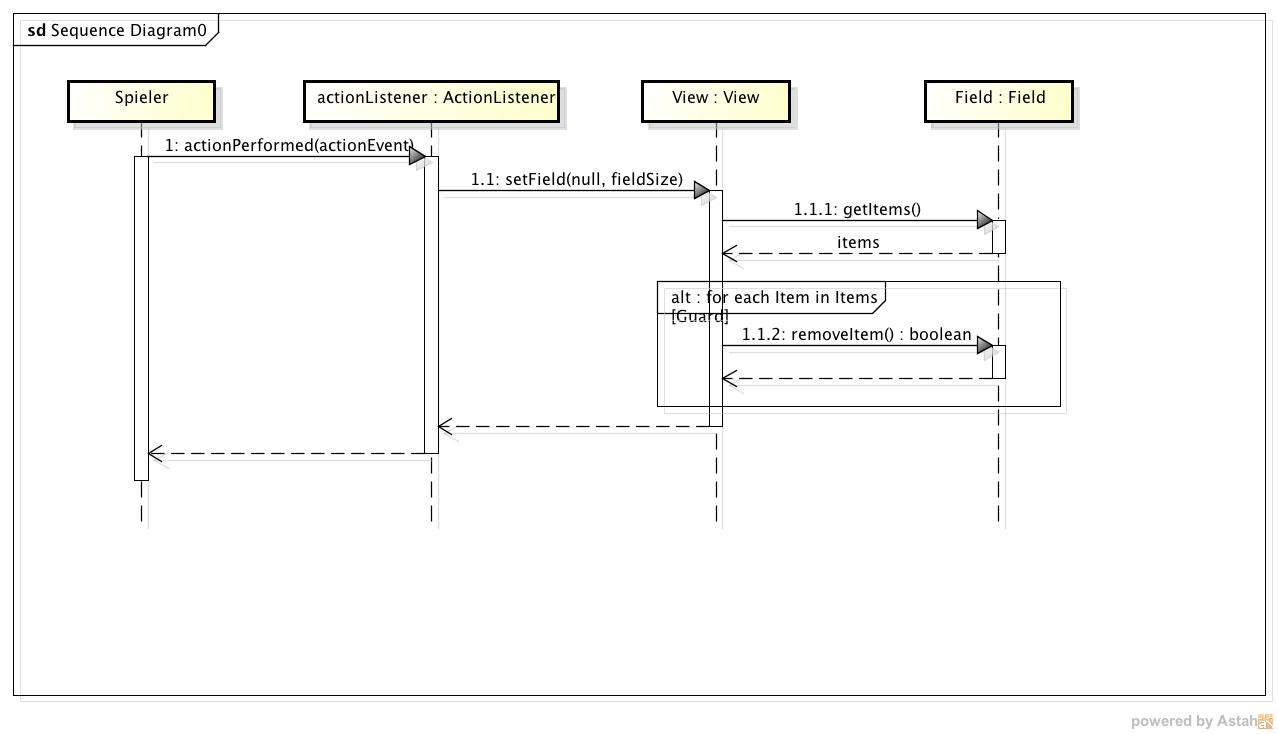 sd Sequence Diagram0
Spieler
actionListener : ActionListener
View : View
Field : Field
1: actionPerformed(actionEvent)
1.1: setField(null, fieldSize)
1.1.1: getItems()
items
alt : for each Item in Items
[Guard]
1.1.2: removeItem() : boolean
powered by Astah